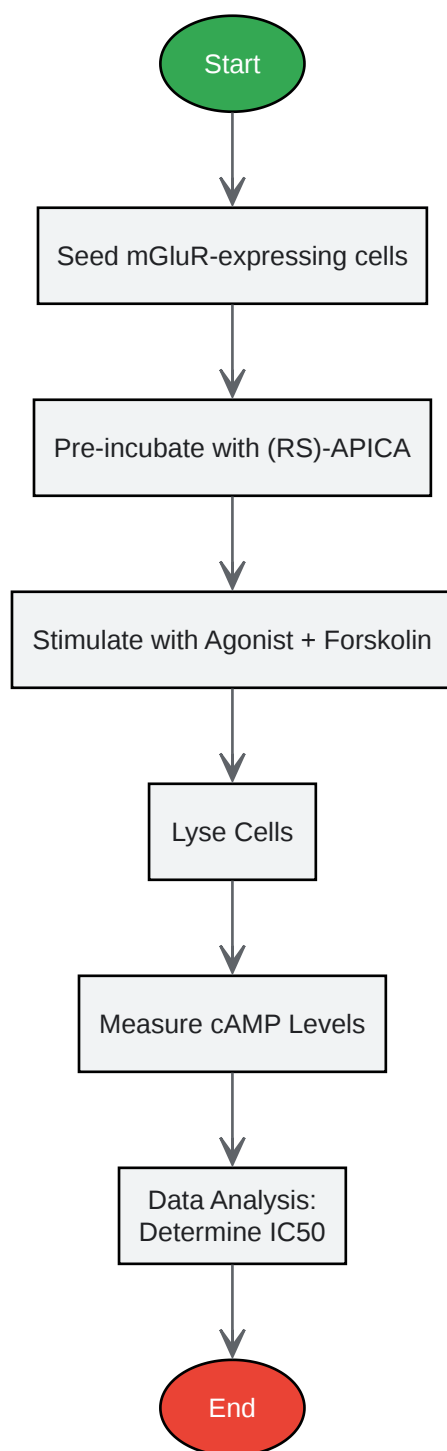 Start
Seed mGluR-expressing cells
Pre-incubate with (RS)-APICA
Stimulate with Agonist + Forskolin
Lyse Cells
Measure cAMP Levels
Data Analysis:
Determine IC50
End